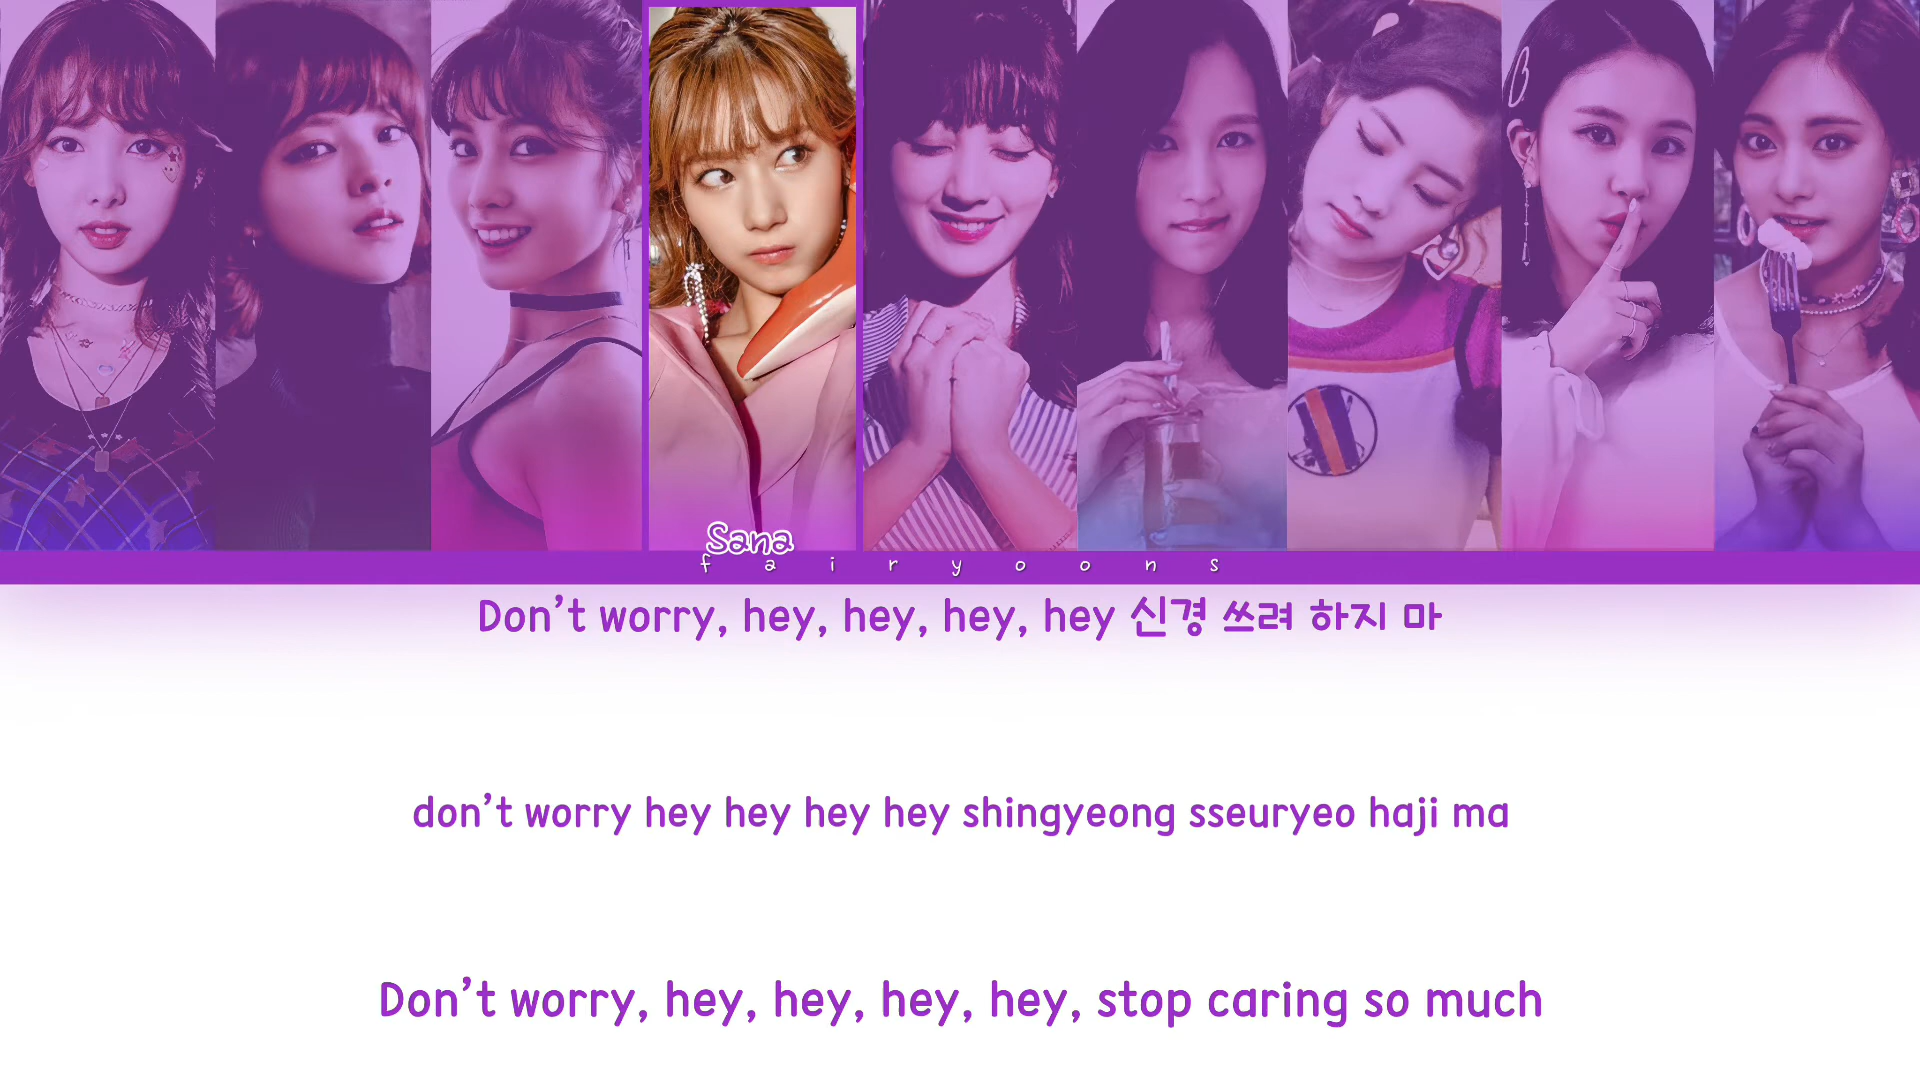 Sana
fairyoons
Don’t worry, hey, hey, hey, hey 신경 쓰려 하지 마
don’t worry hey hey hey hey shingyeong sseuryeo haji ma
Don’t worry, hey, hey, hey, hey, stop caring so much